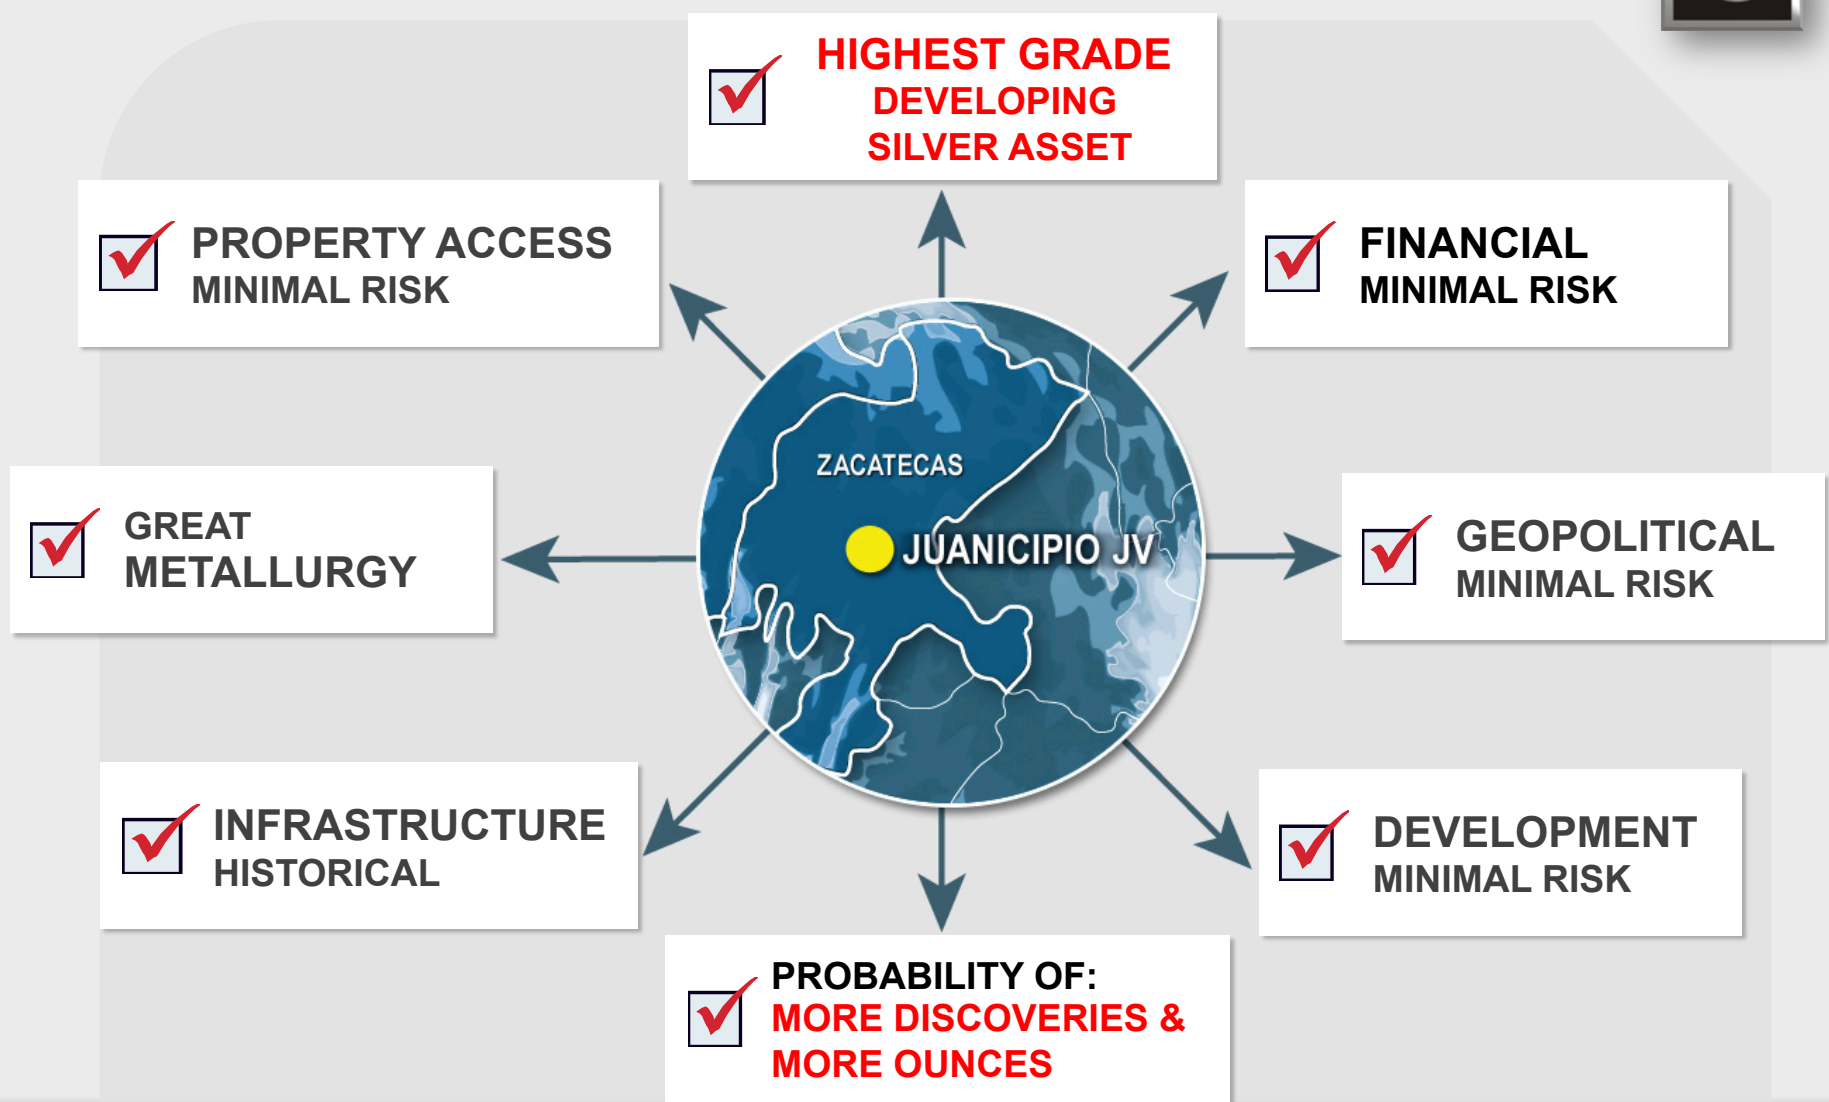 HIGHEST GRADE
DEVELOPING
SILVER ASSET
PROPERTY ACCESS
MINIMAL RISK
FINANCIAL
MINIMAL RISK
ZACATECAS
JUANICIPIO JV
GREAT
METALLURGY
GEOPOLITICAL
MINIMAL RISK
INFRASTRUCTURE
HISTORICAL
DEVELOPMENT
MINIMAL RISK
PROBABILITY OF:
MORE DISCOVERIES &
MORE OUNCES